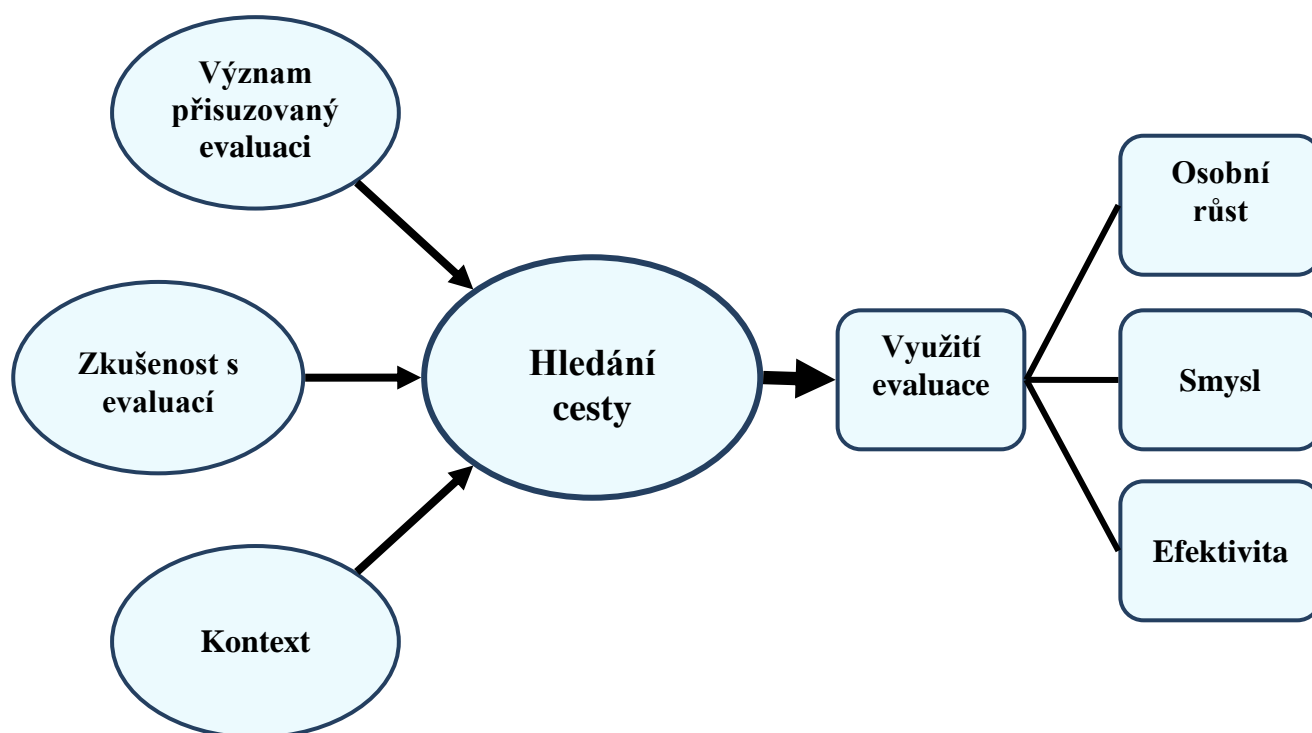 Význam
přisuzovaný
evaluaci
Zkušenost s
evaluací
Kontext
Hledání
cesty
Využití
evaluace
Osobní
růst
Smysl
Efektivita